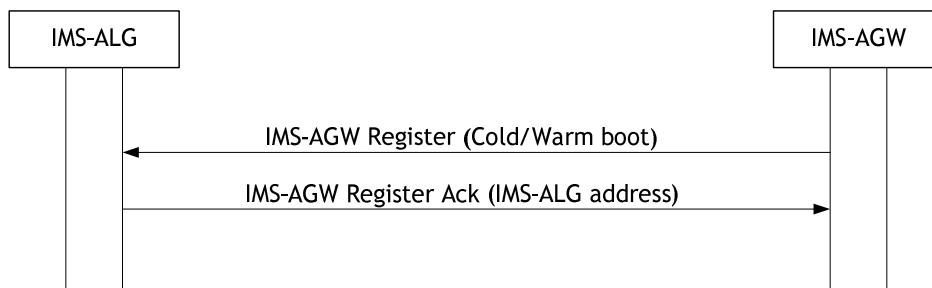 IMS-ALG
IMS-AGW
IMS-AGW Register (Cold/Warm boot)
IMS-AGW Register Ack (IMS-ALG address)